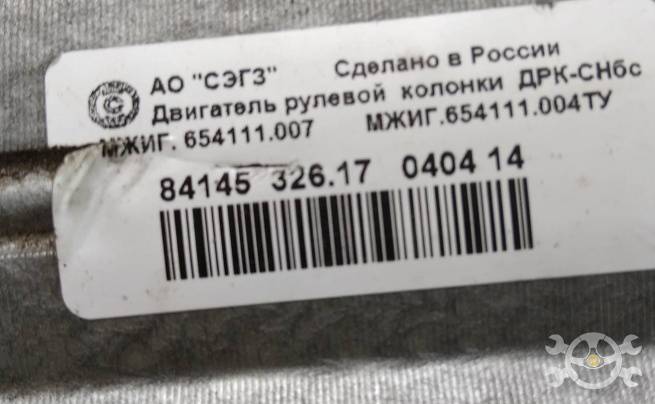 АО "СЭГЗ" Сделано в России
Двигатель рулевой колонки ДРК-СНбс
МЖИГ. 654111.007 МЖИГ.654111.004ТУ
84145 326.17 0404 14